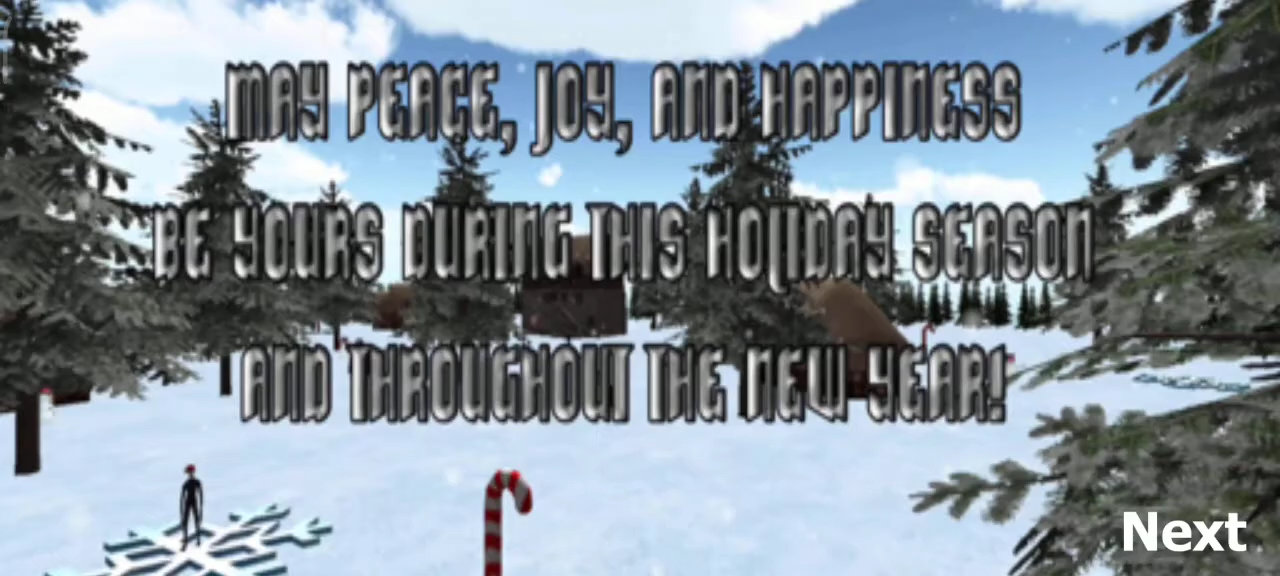 MAY PEACE, JOY, AND HAPPINESS
BE YOURS DURING THIS HOLIDAY SEASON
AND THROUGHOUT THE NEW YEAR!
Next